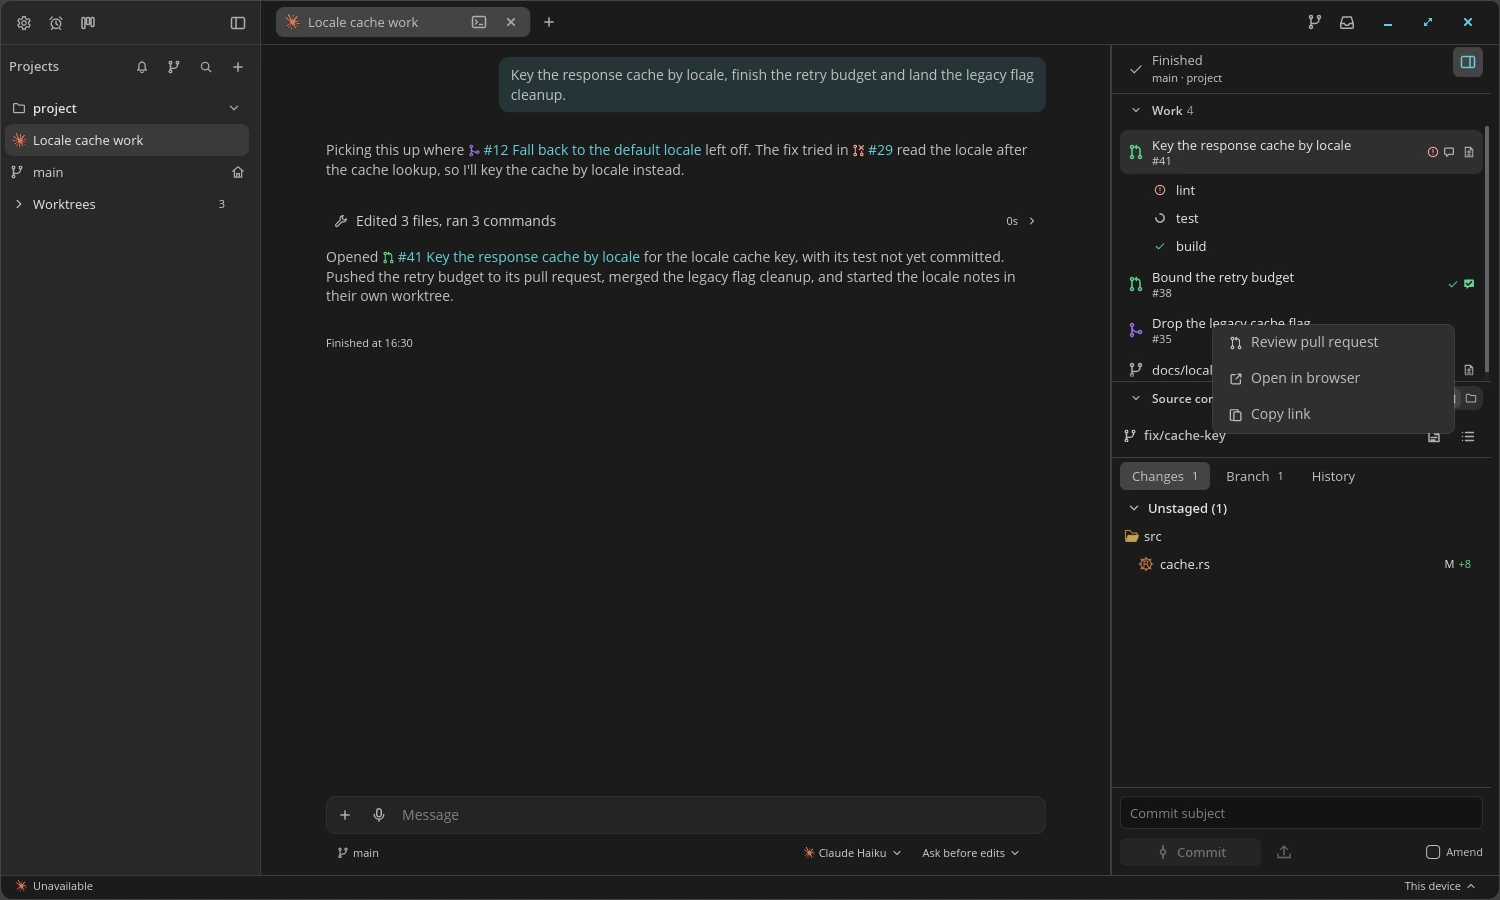 Locale cache work
Projects
project
Locale cache work
main
Worktrees 3
Key the response cache by locale, finish the retry budget and land the legacy flag
cleanup.
Picking this up where #12 Fall back to the default locale left off. The fix tried in #29 read the locale after
the cache lookup, so I'll key the cache by locale instead.
Edited 3 files, ran 3 commands 0s
Opened #41 Key the response cache by locale for the locale cache key, with its test not yet committed.
Pushed the retry budget to its pull request, merged the legacy flag cleanup, and started the locale notes in
their own worktree.
Finished at 16:30
Message
main
Claude Haiku
Ask before edits
Finished
main · project
Work 4
Key the response cache by locale
#41
lint
test
build
Bound the retry budget
#38
Drop the legacy cache flag
#35
Review pull request
Open in browser
Copy link
fix/cache-key
Changes 1 Branch 1 History
Unstaged (1)
src
cache.rs M +8
Commit subject
Commit
Amend
Unavailable
This device